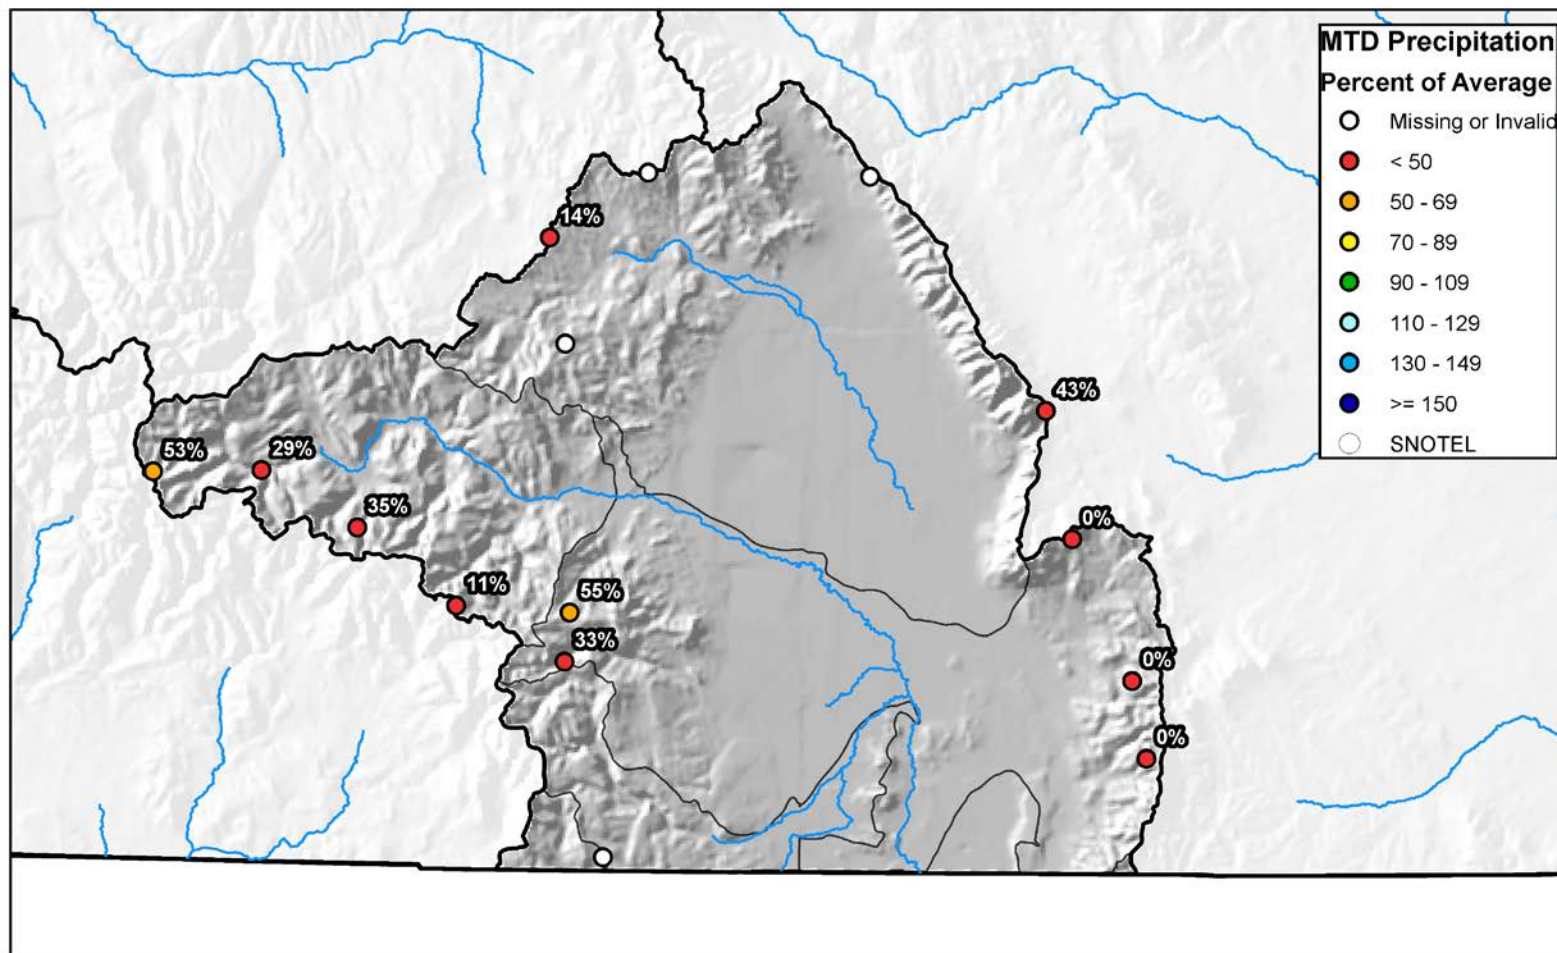 MTD Precipitation
Percent of Average
Missing or Invalid
< 50
50 - 69
70 - 89
90 - 109
110 - 129
130 - 149
>= 150
SNOTEL
14%
43%
53%
29%
35%
0%
11%
55%
33%
0%
0%